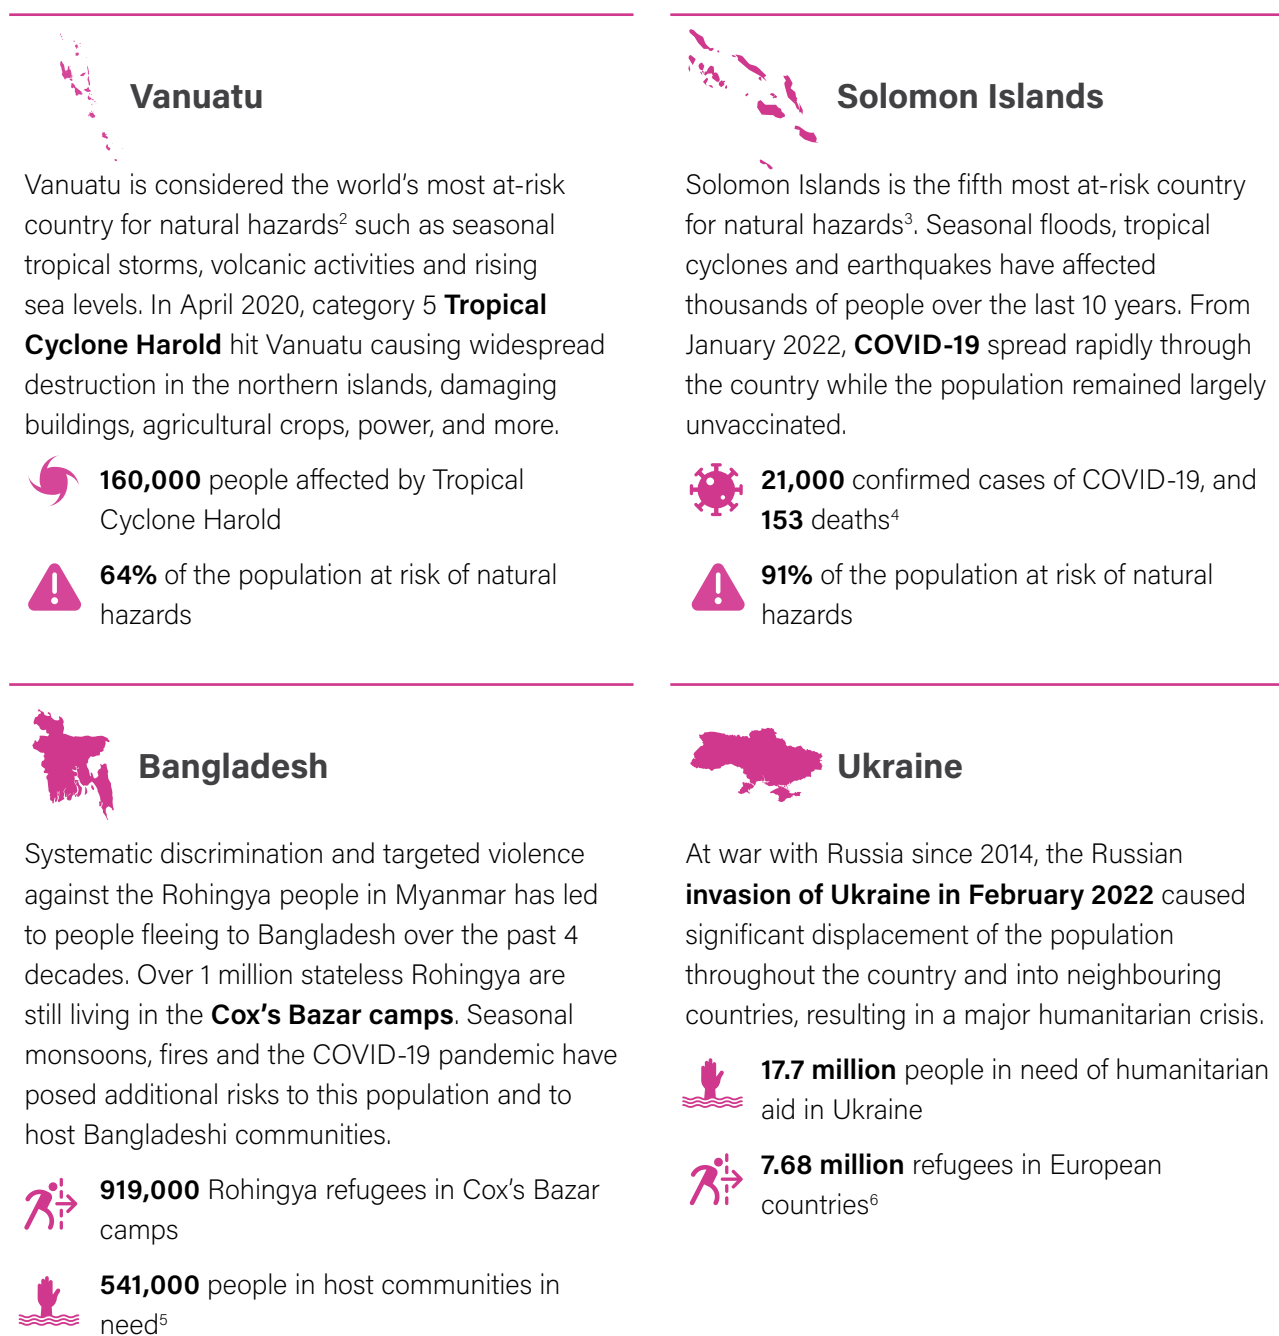 Vanuatu
Vanuatu is considered the world's most at-risk
country for natural hazards2 such as seasonal
tropical storms, volcanic activities and rising
sea levels. In April 2020, category 5 Tropical
Cyclone Harold hit Vanuatu causing widespread
destruction in the northern islands, damaging
buildings, agricultural crops, power, and more.
160,000 people affected by Tropical
Cyclone Harold
64% of the population at risk of natural
hazards
Solomon Islands
Solomon Islands is the fifth most at-risk country
for natural hazards3. Seasonal floods, tropical
cyclones and earthquakes have affected
thousands of people over the last 10 years. From
January 2022, COVID-19 spread rapidly through
the country while the population remained largely
unvaccinated.
21,000 confirmed cases of COVID-19, and
153 deaths4
91% of the population at risk of natural
hazards
Bangladesh
Systematic discrimination and targeted violence
against the Rohingya people in Myanmar has led
to people fleeing to Bangladesh over the past 4
decades. Over 1 million stateless Rohingya are
still living in the Cox's Bazar camps. Seasonal
monsoons, fires and the COVID-19 pandemic have
posed additional risks to this population and to
host Bangladeshi communities.
919,000 Rohingya refugees in Cox's Bazar
camps
541,000 people in host communities in
need5
Ukraine
At war with Russia since 2014, the Russian
invasion of Ukraine in February 2022 caused
significant displacement of the population
throughout the country and into neighbouring
countries, resulting in a major humanitarian crisis.
17.7 million people in need of humanitarian
aid in Ukraine
7.68 million refugees in European
countries6